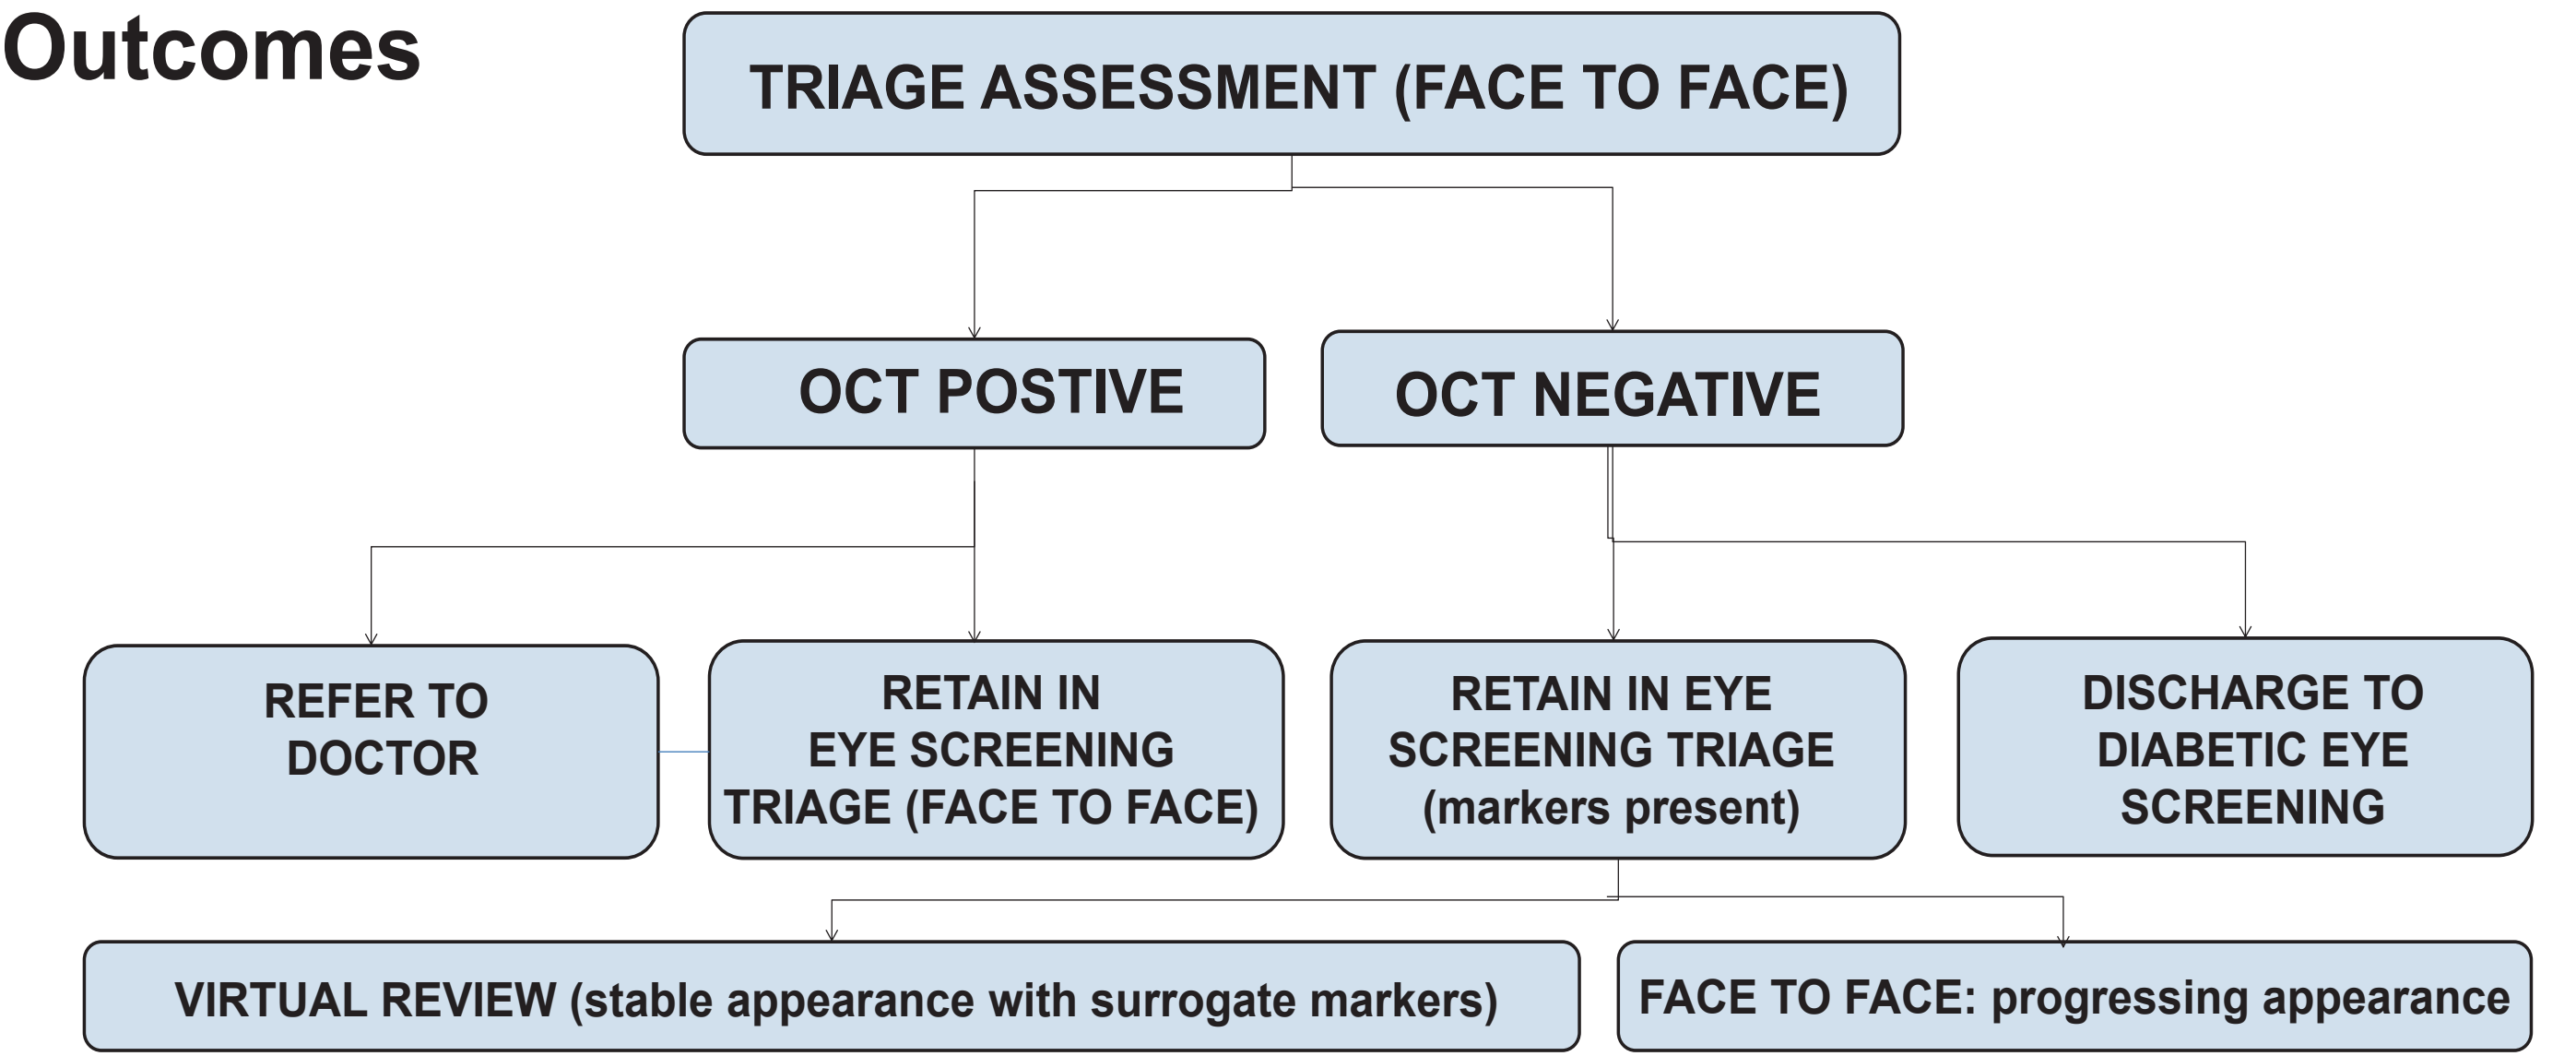 Outcomes
TRIAGE ASSESSMENT (FACE TO FACE)
OCT POSTIVE
OCT NEGATIVE
REFER TO
DOCTOR
RETAIN IN
EYE SCREENING
TRIAGE (FACE TO FACE)
RETAIN IN EYE
SCREENING TRIAGE
(markers present)
DISCHARGE TO
DIABETIC EYE
SCREENING
VIRTUAL REVIEW (stable appearance with surrogate markers)
FACE TO FACE: progressing appearance